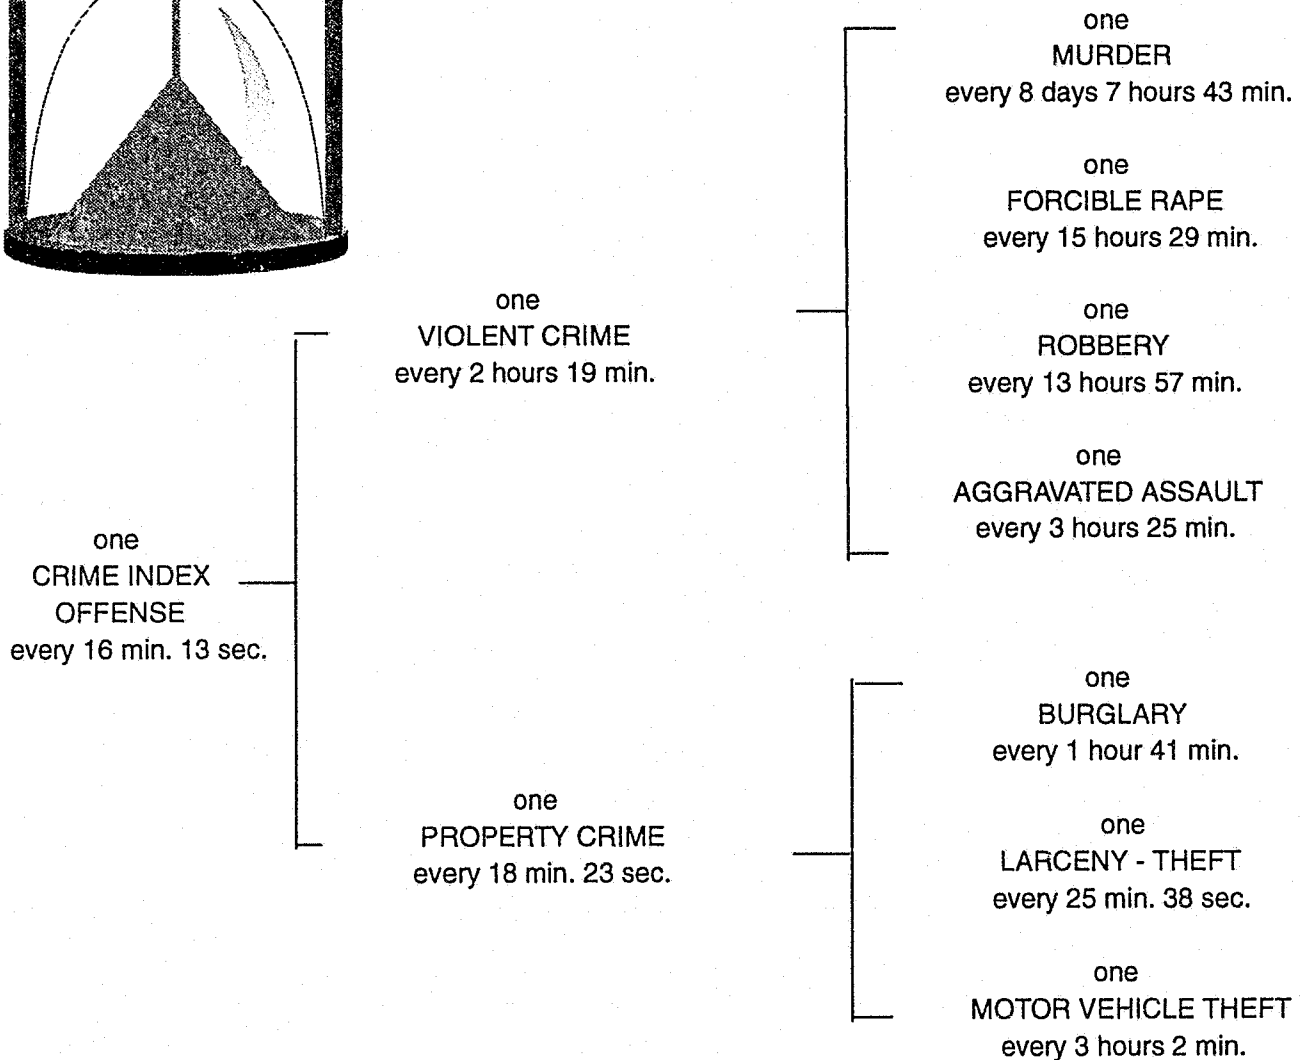 one
MURDER
every 8 days 7 hours 43 min.
one
FORCIBLE RAPE
every 15 hours 29 min.
one
ROBBERY
every 13 hours 57 min.
one
AGGRAVATED ASSAULT
every 3 hours 25 min.
one
VIOLENT CRIME
every 2 hours 19 min.
one
CRIME INDEX
OFFENSE
every 16 min. 13 sec.
one
PROPERTY CRIME
every 18 min. 23 sec.
one
BURGLARY
every 1 hour 41 min.
one
LARCENY - THEFT
every 25 min. 38 sec.
one
MOTOR VEHICLE THEFT
every 3 hours 2 min.